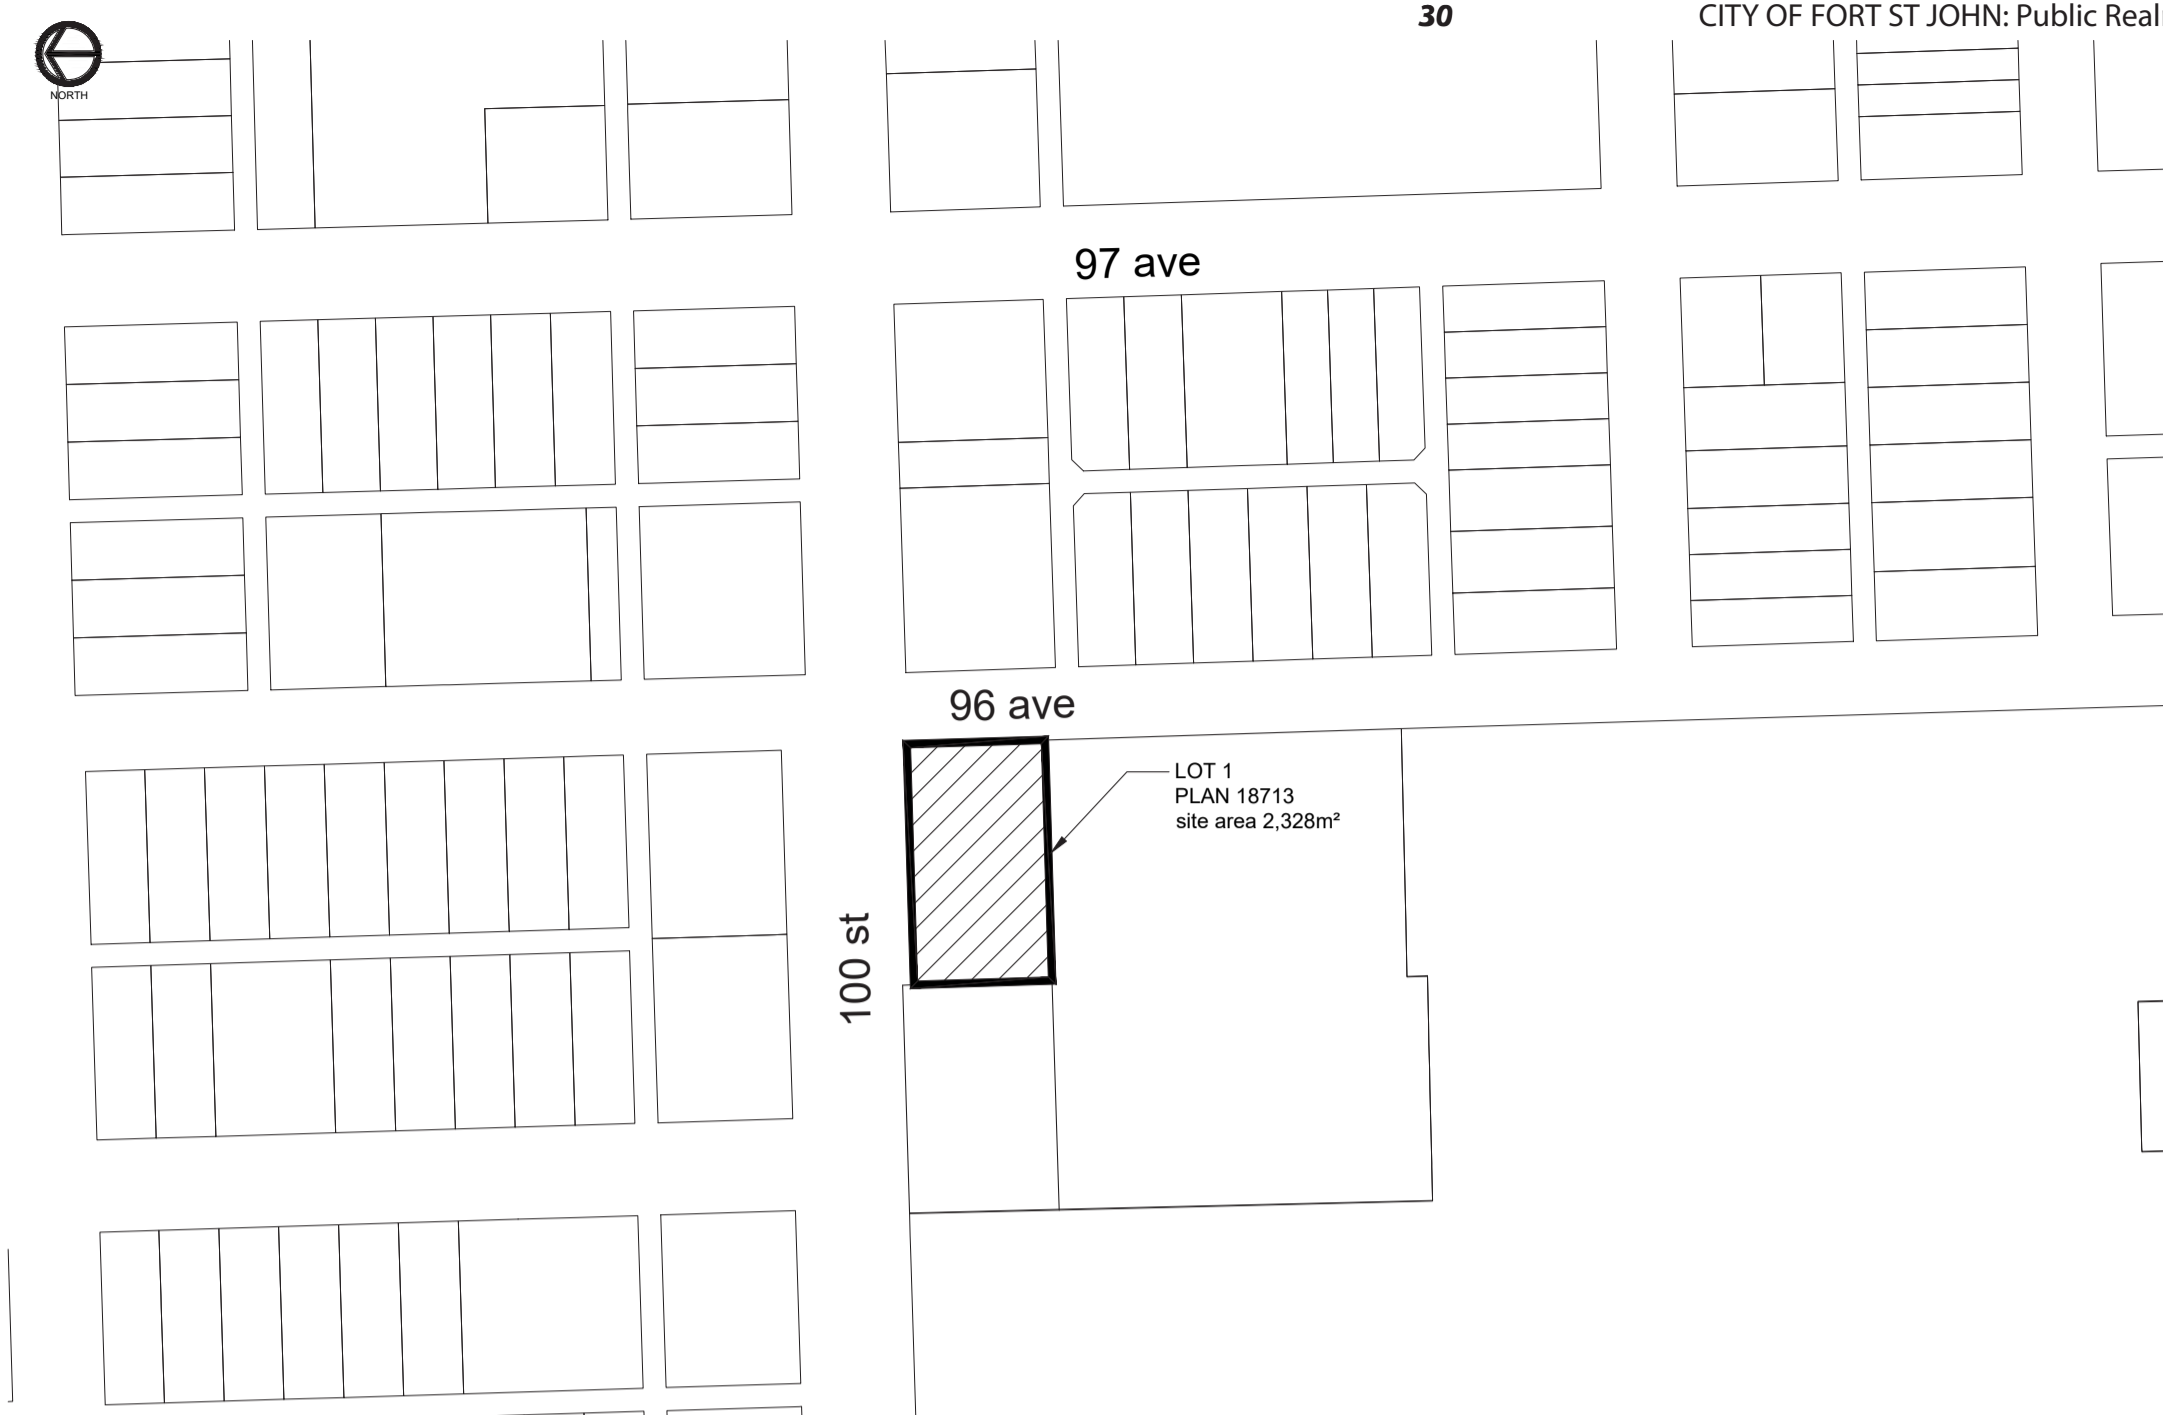 30
CITY OF FORT ST JOHN: Public
NORTH
97 ave
96 ave
LOT 1
PLAN 18713
site area 2,328m²
100 st